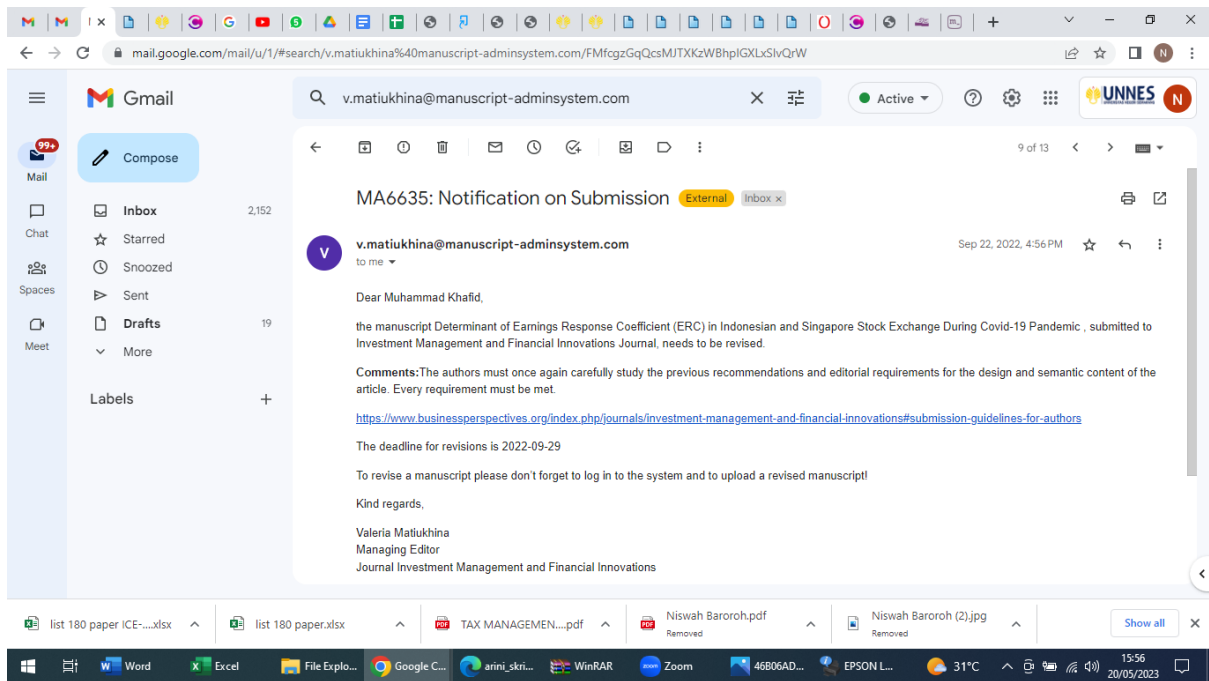 mail.google.com/mail/u/1/#search/v.matiukhina%40manuscript-adminsystem.com/FMfcgzGqQcsMJTXKzWBhpIGXLxSlvQrW
N
Gmail
v.matiukhina@manuscript-adminsystem.com
Active
UNNES
N
99+
Mail
Chat
Spaces
Meet
Compose
Inbox 2,152
Starred
Snoozed
Sent
Drafts 19
More
Labels
9 of 13
MA6635: Notification on Submission External Inbox x
V
v.matiukhina@manuscript-adminsystem.com Sep 22, 2022, 4:56 PM
to me
Dear Muhammad Khafid,
the manuscript Determinant of Earnings Response Coefficient (ERC) in Indonesian and Singapore Stock Exchange During Covid-19 Pandemic , submitted to
Investment Management and Financial Innovations Journal, needs to be revised.
Comments:The authors must once again carefully study the previous recommendations and editorial requirements for the design and semantic content of the
article. Every requirement must be met.
https://www.businessperspectives.org/index.php/journals/investment-management-and-financial-innovations#submission-guidelines-for-authors
The deadline for revisions is 2022-09-29
To revise a manuscript please don't forget to log in to the system and to upload a revised manuscript!
Kind regards,
Valeria Matiukhina
Managing Editor
Journal Investment Management and Financial Innovations
list 180 paper ICE-....xlsx
list 180 paper.xlsx
TAX MANAGEMEN....pdf
Niswah Baroroh.pdf
Removed
Niswah Baroroh (2).jpg
Removed
Show all
Word
Excel
File Explo...
Google C...
arini_skri...
WinRAR
Zoom
46B06AD...
EPSON L...
31°C
15:56
20/05/2023